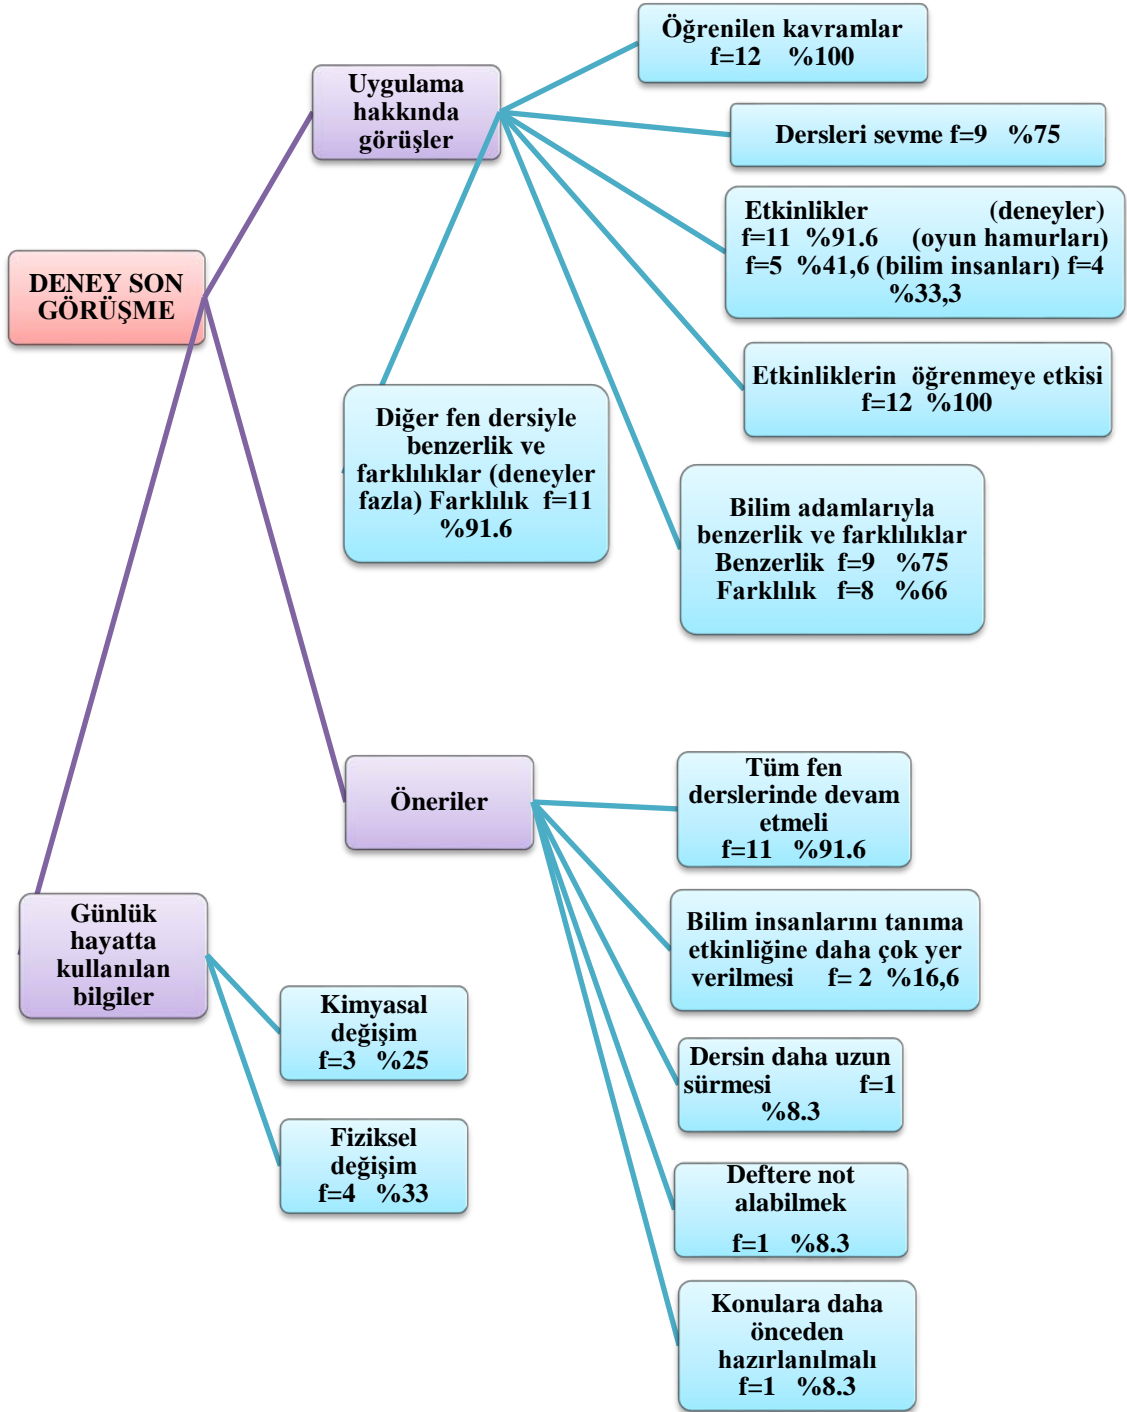 DENEY SON
GÖRÜŞME
Uygulama
hakkında
görüşler
Öğrenilen kavramlar
f=12 %100
Dersleri sevme f=9 %75
Etkinlikler (deneyler)
f=11 %91.6 (oyun hamurları)
f=5 %41,6 (bilim insanları) f=4
%33,3
Etkinliklerin öğrenmeye etkisi
f=12 %100
Bilim adamlarıyla
benzerlik ve farklılıklar
Benzerlik f=9 %75
Farklılık f=8 %66
Diğer fen dersiyle
benzerlik ve
farklılıklar (deneyler
fazla) Farklılık f=11
%91.6
Öneriler
Tüm fen
derslerinde devam
etmeli
f=11 %91.6
Bilim insanlarını tanıma
etkinliğine daha çok yer
verilmesi f= 2 %16,6
Dersin daha uzun
sürmesi f=1
%8.3
Deftere not
alabilmek
f=1 %8.3
Konulara daha
önceden
hazırlanılmalı
f=1 %8.3
Günlük
hayatta
kullanılan
bilgiler
Kimyasal
değişim
f=3 %25
Fiziksel
değişim
f=4 %33